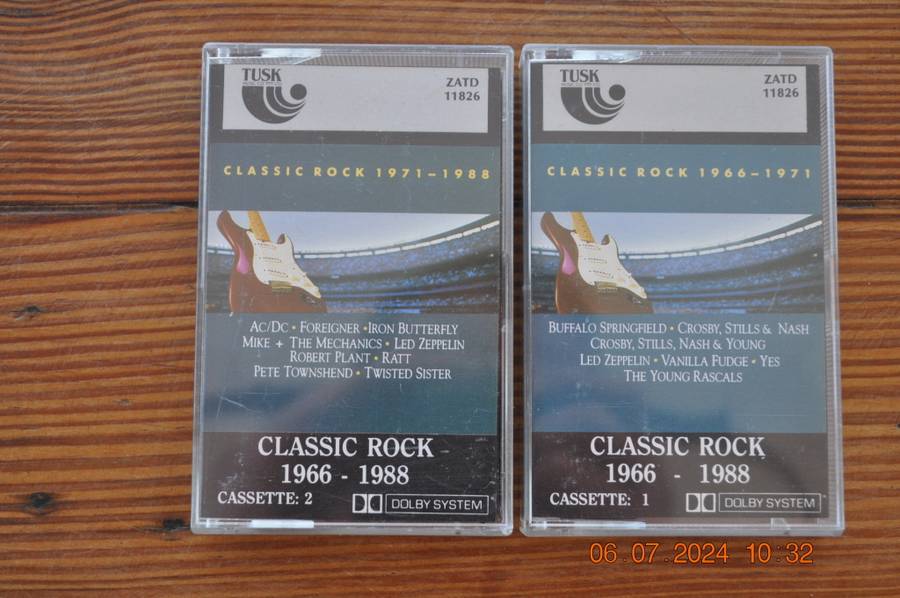 TUSK
ZATD
11826
CLASSIC ROCK 1971–1988
AC/DC • FOREIGNER • IRON BUTTERFLY
MIKE + THE MECHANICS • LED ZEPPELIN
ROBERT PLANT • RATT
PETE TOWNSHEND • TWISTED SISTER
CLASSIC ROCK
1966 - 1988
CASSETTE: 2
DOLBY SYSTEM
TUSK
ZATD
11826
CLASSIC ROCK 1966–1971
BUFFALO SPRINGFIELD • CROSBY, STILLS & NASH
CROSBY, STILLS, NASH & YOUNG
LED ZEPPELIN • VANILLA FUDGE • YES
THE YOUNG RASCALS
CLASSIC ROCK
1966 - 1988
CASSETTE: 1
DOLBY SYSTEM
06.07.2024 10:32